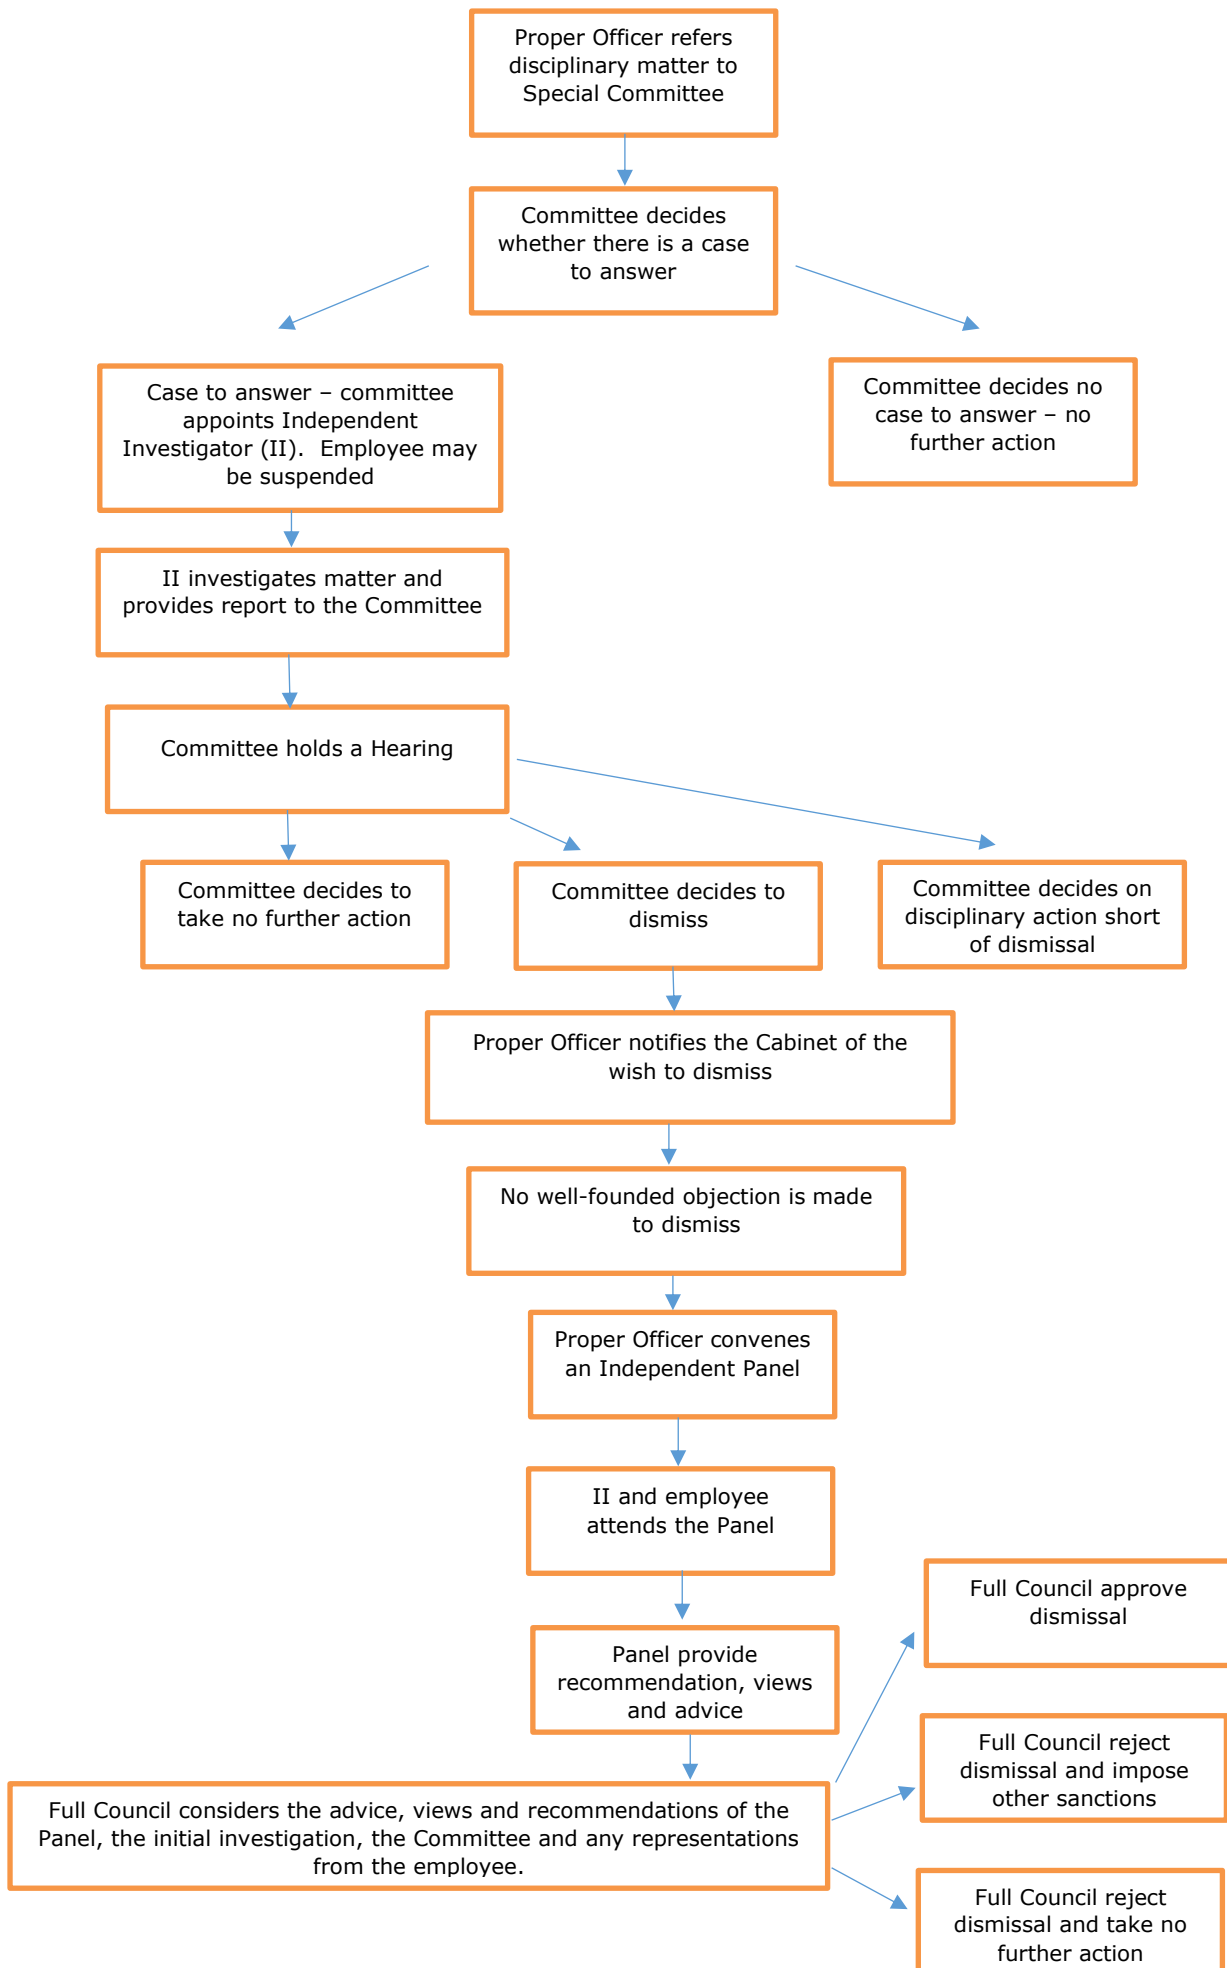 Proper Officer refers
disciplinary matter to
Special Committee
Committee decides
whether there is a case
to answer
Case to answer – committee
appoints Independent
Investigator (II).  Employee may
be suspended
Committee decides no
case to answer – no
further action
II investigates matter and
provides report to the Committee
Committee holds a Hearing
Committee decides to
take no further action
Committee decides to
dismiss
Committee decides on
disciplinary action short
of dismissal
Proper Officer notifies the Cabinet of the
wish to dismiss
No well-founded objection is made
to dismiss
Proper Officer convenes
an Independent Panel
II and employee
attends the Panel
Panel provide
recommendation, views
and advice
Full Council considers the advice, views and recommendations of the
Panel, the initial investigation, the Committee and any representations
from the employee.
Full Council approve
dismissal
Full Council reject
dismissal and impose
other sanctions
Full Council reject
dismissal and take no
further action